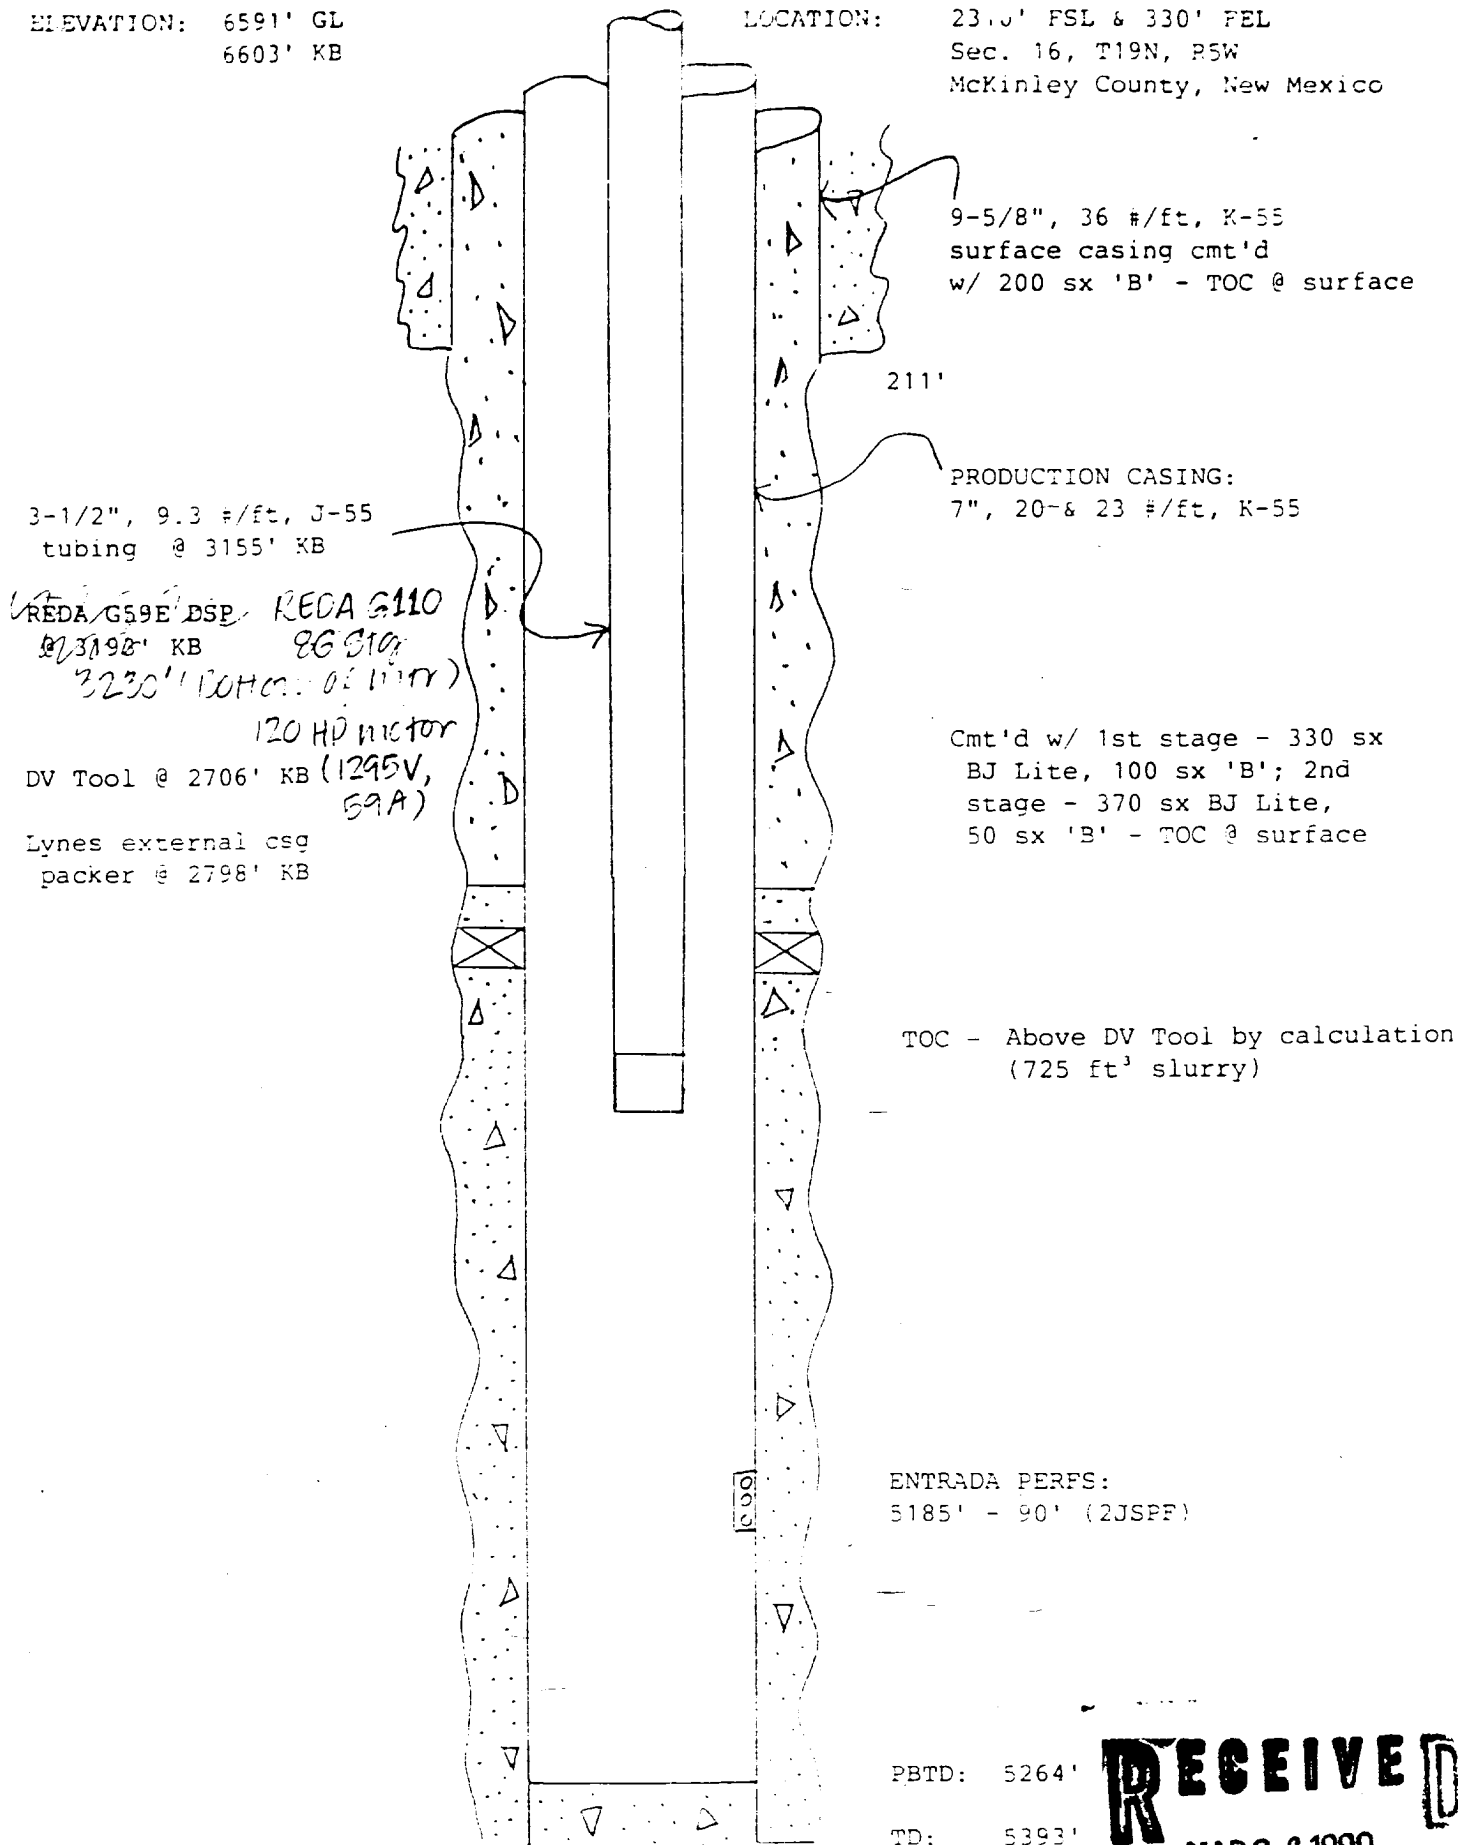 ELEVATION: 6591' GL
6603' KB
LOCATION: FSL & 330' FEL
Sec. 16, T19N, R5W
McKinley County, New Mexico
9-5/8", 36 #/ft, K-55
surface casing cmt'd
w/ 200 sx 'B' - TOC @ surface
211'
PRODUCTION CASING:
7", 20 & 23 #/ft, K-55
3-1/2", 9.3 #/ft, J-55
tubing @ 3155' KB
REDA G59E DSP REDA G110
KB 86 Stg
3230' (Bottom of mtr)
120 HP motor
DV Tool @ 2706' KB (1295V,
59A)
Lynes external csg
packer @ 2798' KB
Cmt'd w/ 1st stage - 330 sx
BJ Lite, 100 sx 'B'; 2nd
stage - 370 sx BJ Lite,
50 sx 'B' - TOC @ surface
TOC - Above DV Tool by calculation
(725 ft³ slurry)
ENTRADA PERFS:
5185' - 90' (2JSPF)
PBTD: 5264'
TD: 5393'
RECEIVED